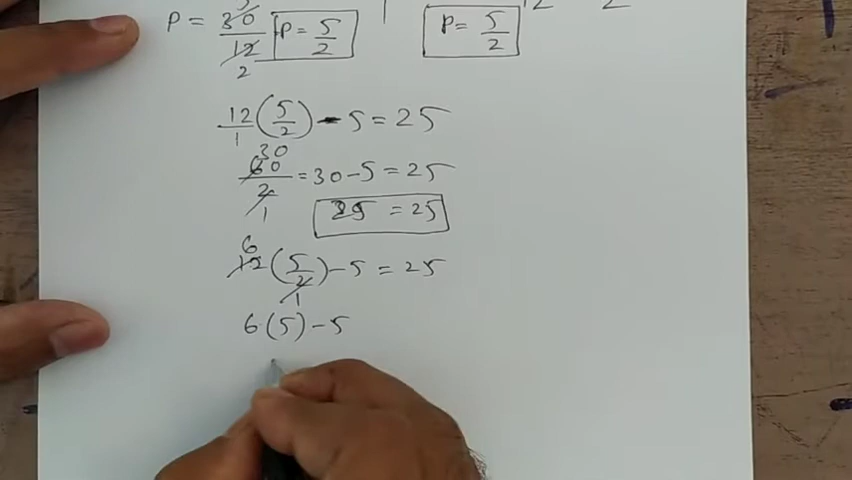 P = 30/12 2 P = 5/2 P = 5/2
12/1 (5/2) - 5 = 25
30
60/2 = 30 - 5 = 25
1 25 = 25
6
12 (5/2) - 5 = 25
1
6 (5) - 5